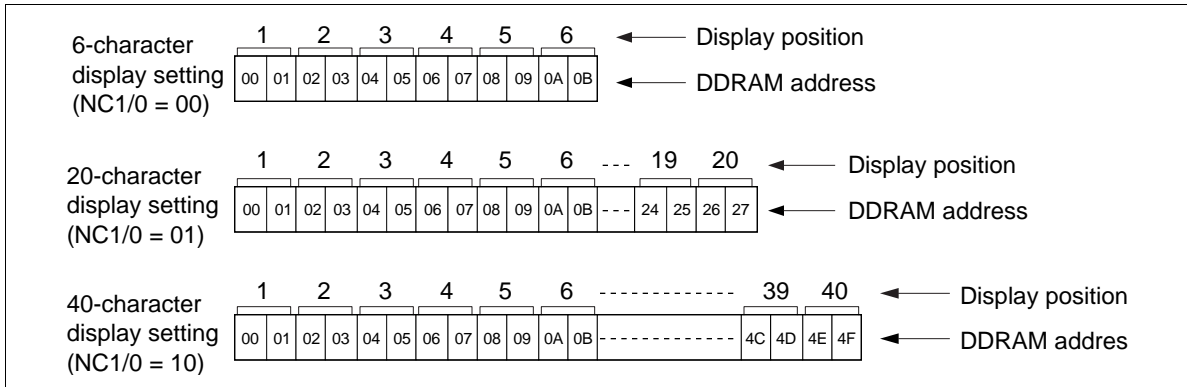 6-character
display setting
(NC1/0 = 00)
1 2 3 4 5 6
Display position
00 01 02 03 04 05 06 07 08 09 0A 0B
DDRAM address
20-character
display setting
(NC1/0 = 01)
1 2 3 4 5 6 --- 19 20
Display position
00 01 02 03 04 05 06 07 08 09 0A 0B --- 24 25 26 27
DDRAM address
40-character
display setting
(NC1/0 = 10)
1 2 3 4 5 6 ------------- 39 40
Display position
00 01 02 03 04 05 06 07 08 09 0A 0B ------------- 4C 4D 4E 4F
DDRAM addres